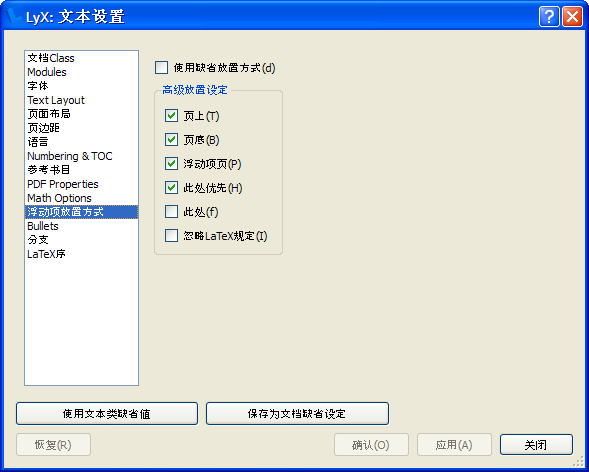 LyX: 文本设置
文档Class
Modules
字体
Text Layout
页面布局
页边距
语言
Numbering & TOC
参考书目
PDF Properties
Math Options
浮动项放置方式
Bullets
分支
LaTeX序
使用缺省放置方式(d)
高级放置设定
页上(T)
页底(B)
浮动项页(P)
此处优先(H)
此处(f)
忽略LaTeX规定(I)
使用文本类缺省值 保存为文档缺省设定
恢复(R) 确认(O) 应用(A) 关闭